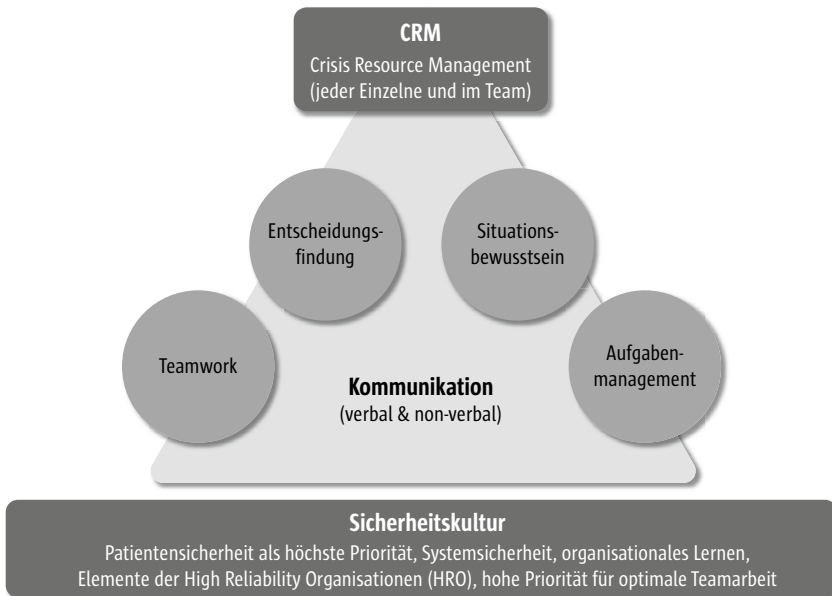 CRM
Crisis Resource Management
(jeder Einzelne und im Team)
Entscheidungs-
findung
Situations-
bewusstsein
Teamwork
Aufgaben-
management
Kommunikation
(verbal & non-verbal)
Sicherheitskultur
Patientensicherheit als höchste Priorität, Systemsicherheit, organisationales Lernen,
Elemente der High Reliability Organisationen (HRO), hohe Priorität für optimale Teamarbeit